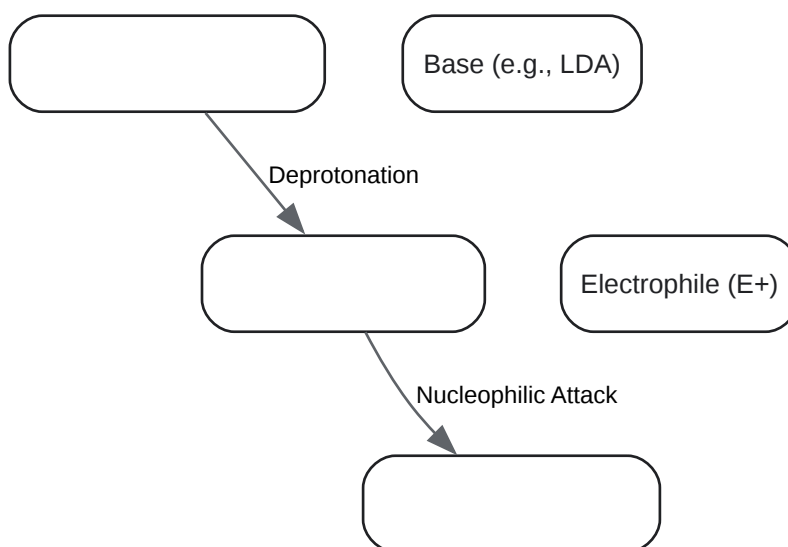 Base (e.g., LDA)
Deprotonation
Electrophile (E+)
Nucleophilic Attack